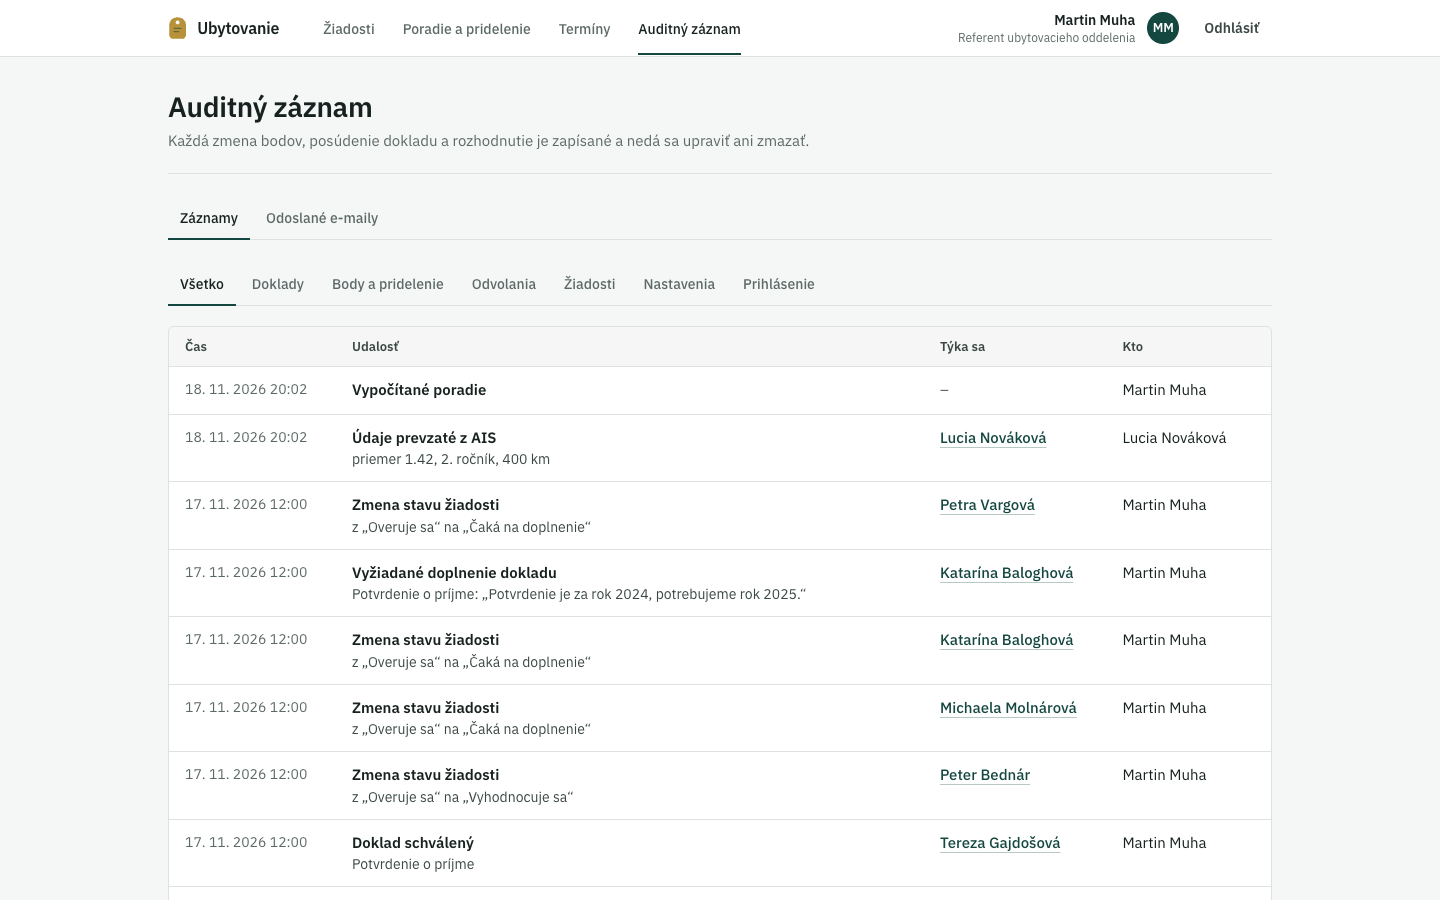 Ubytovanie
Žiadosti
Poradie a pridelenie
Termíny
Auditný záznam
Martin Muha
Referent ubytovacieho oddelenia
MM
Odhlásiť
Auditný záznam
Každá zmena bodov, posúdenie dokladu a rozhodnutie je zapísané a nedá sa upraviť ani zmazať.
Záznamy
Odoslané e-maily
Všetko
Doklady
Body a pridelenie
Odvolania
Žiadosti
Nastavenia
Prihlásenie
Čas
Udalosť
Týka sa
Kto
18. 11. 2026 20:02
Vypočítané poradie
–
Martin Muha
18. 11. 2026 20:02
Údaje prevzaté z AIS
priemer 1.42, 2. ročník, 400 km
Lucia Nováková
Lucia Nováková
17. 11. 2026 12:00
Zmena stavu žiadosti
z „Overuje sa“ na „Čaká na doplnenie“
Petra Vargová
Martin Muha
17. 11. 2026 12:00
Vyžiadané doplnenie dokladu
Potvrdenie o príjme: „Potvrdenie je za rok 2024, potrebujeme rok 2025.“
Katarína Baloghová
Martin Muha
17. 11. 2026 12:00
Zmena stavu žiadosti
z „Overuje sa“ na „Čaká na doplnenie“
Katarína Baloghová
Martin Muha
17. 11. 2026 12:00
Zmena stavu žiadosti
z „Overuje sa“ na „Čaká na doplnenie“
Michaela Molnárová
Martin Muha
17. 11. 2026 12:00
Zmena stavu žiadosti
z „Overuje sa“ na „Vyhodnocuje sa“
Peter Bednár
Martin Muha
17. 11. 2026 12:00
Doklad schválený
Potvrdenie o príjme
Tereza Gajdošová
Martin Muha